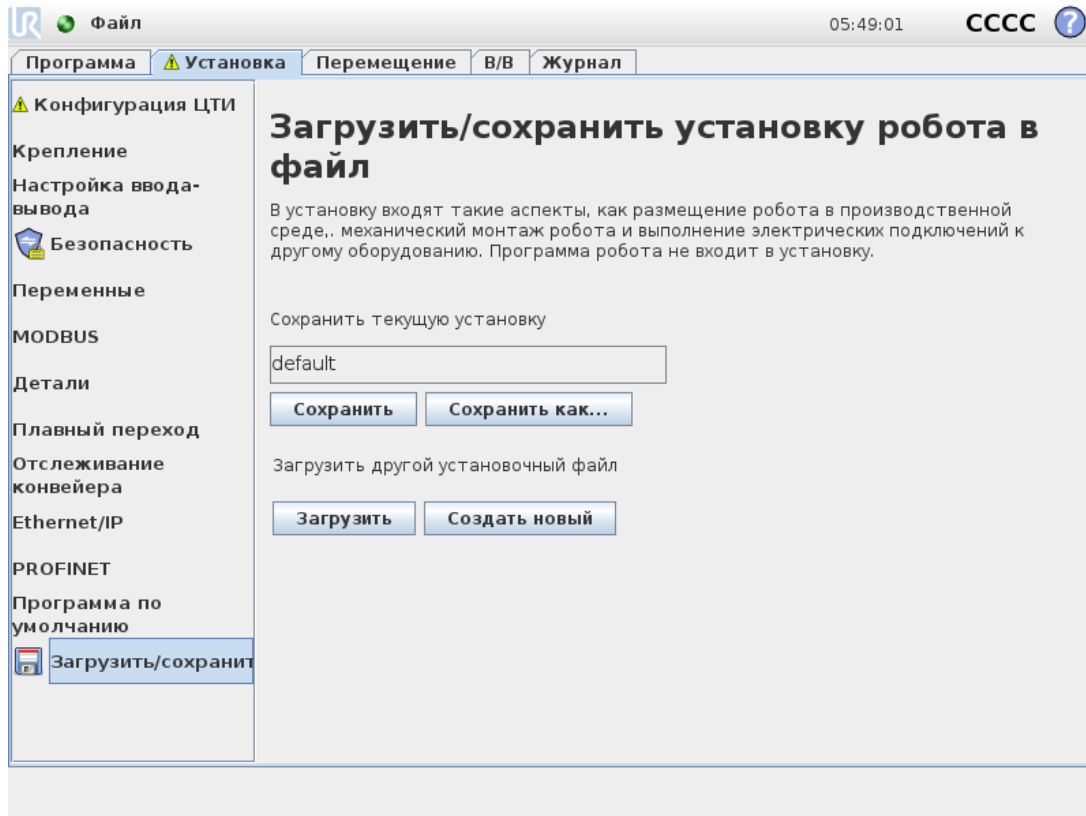 Файл
05:49:01
CCCC
?
Программа
Установка
Перемещение
В/В
Журнал
Конфигурация ЦТИ
Крепление
Настройка ввода-
вывода
Безопасность
Переменные
MODBUS
Детали
Плавный переход
Отслеживание
конвейера
Ethernet/IP
PROFINET
Программа по
умолчанию
Загрузить/сохранит
Загрузить/сохранить установку робота в
файл
В установку входят такие аспекты, как размещение робота в производственной
среде,. механический монтаж робота и выполнение электрических подключений к
другому оборудованию. Программа робота не входит в установку.
Сохранить текущую установку
default
Сохранить
Сохранить как...
Загрузить другой установочный файл
Загрузить
Создать новый